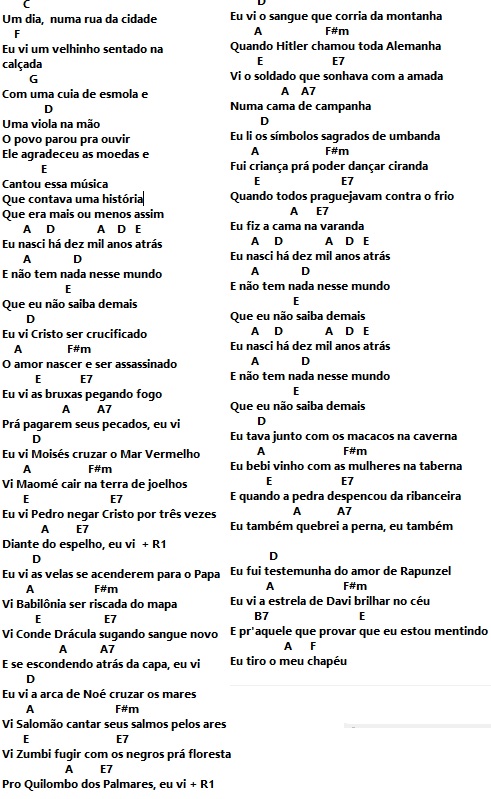 C
Um dia,  numa rua da cidade
F
Eu vi um velhinho sentado na
calçada
G
Com uma cuia de esmola e
D
Uma viola na mão
O povo parou pra ouvir
Ele agradeceu as moedas e
E
Cantou essa música
Que contava uma história
Que era mais ou menos assim
A D A D E
Eu nasci há dez mil anos atrás
A D
E não tem nada nesse mundo
E
Que eu não saiba demais
D
Eu vi Cristo ser crucificado
A F#m
O amor nascer e ser assassinado
E E7
Eu vi as bruxas pegando fogo
A A7
Prá pagarem seus pecados, eu vi
D
Eu vi Moisés cruzar o Mar Vermelho
A F#m
Vi Maomé cair na terra de joelhos
E E7
Eu vi Pedro negar Cristo por três vezes
A E7
Diante do espelho, eu vi  + R1
D
Eu vi as velas se acenderem para o Papa
A F#m
Vi Babilônia ser riscada do mapa
E E7
Vi Conde Drácula sugando sangue novo
A A7
E se escondendo atrás da capa, eu vi
D
Eu vi a arca de Noé cruzar os mares
A F#m
Vi Salomão cantar seus salmos pelos ares
E E7
Vi Zumbi fugir com os negros prá floresta
A E7
Pro Quilombo dos Palmares, eu vi + R1
D
Eu vi o sangue que corria da montanha
A F#m
Quando Hitler chamou toda Alemanha
E E7
Vi o soldado que sonhava com a amada
A A7
Numa cama de campanha
D
Eu li os símbolos sagrados de umbanda
A F#m
Fui criança prá poder dançar ciranda
E E7
Quando todos praguejavam contra o frio
A E7
Eu fiz a cama na varanda
A D A D E
Eu nasci há dez mil anos atrás
A D
E não tem nada nesse mundo
E
Que eu não saiba demais
A D A D E
Eu nasci há dez mil anos atrás
A D
E não tem nada nesse mundo
E
Que eu não saiba demais
D
Eu tava junto com os macacos na caverna
A F#m
Eu bebi vinho com as mulheres na taberna
E E7
E quando a pedra despencou da ribanceira
A A7
Eu também quebrei a perna, eu também
D
Eu fui testemunha do amor de Rapunzel
A F#m
Eu vi a estrela de Davi brilhar no céu
B7 E
E pr'aquele que provar que eu estou mentindo
A F
Eu tiro o meu chapéu